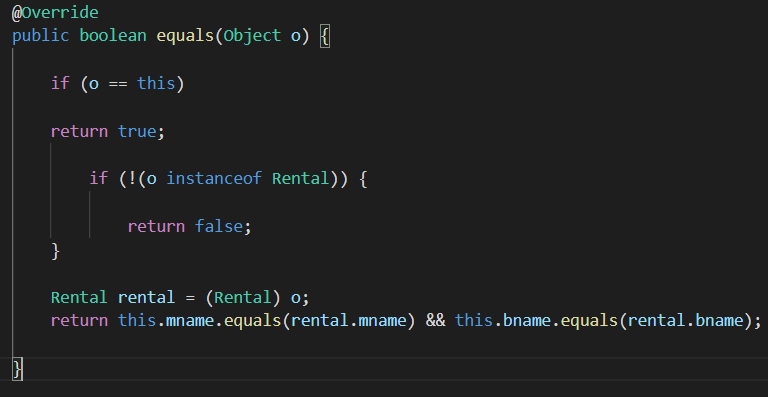 @Override
public boolean equals(Object o) {
if (o == this)
return true;
if (!(o instanceof Rental)) {
return false;
}
Rental rental = (Rental) o;
return this.mname.equals(rental.mname) && this.bname.equals(rental.bname);
}